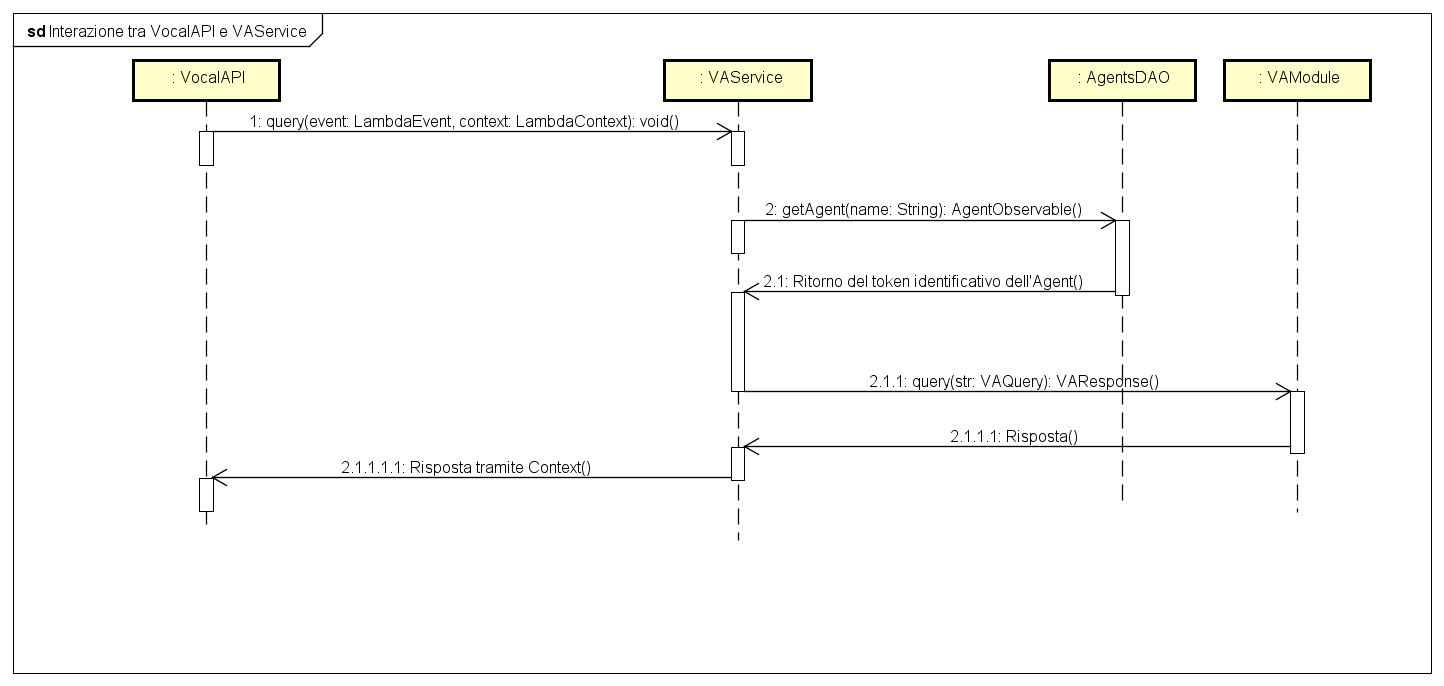 sd Interazione tra VocalAPI e VAService
: VocalAPI
: VAService
: AgentsDAO
: VAModule
1: query(event: LambdaEvent, context: LambdaContext): void()
2: getAgent(name: String): AgentObservable()
2.1: Ritorno del token identificativo dell'Agent()
2.1.1: query(str: VAQuery): VAResponse()
2.1.1.1: Risposta()
2.1.1.1.1: Risposta tramite Context()